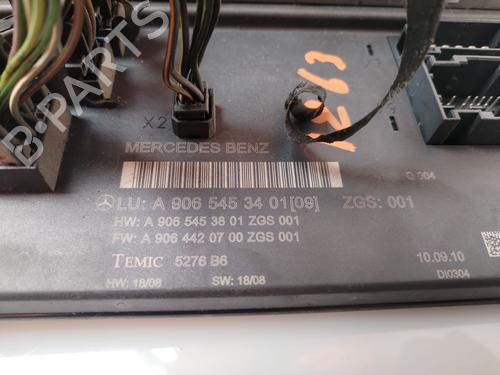 X2
MERCEDES BENZ
LU: A 906 545 34 01[09] ZGS: 001
HW: A 906 545 38 01 ZGS 001
FW: A 906 442 07 00 ZGS 001
TEMIC 5276 B6
HW: 18/08 SW: 18/08
10.09.10
DI0304
B-PARTS